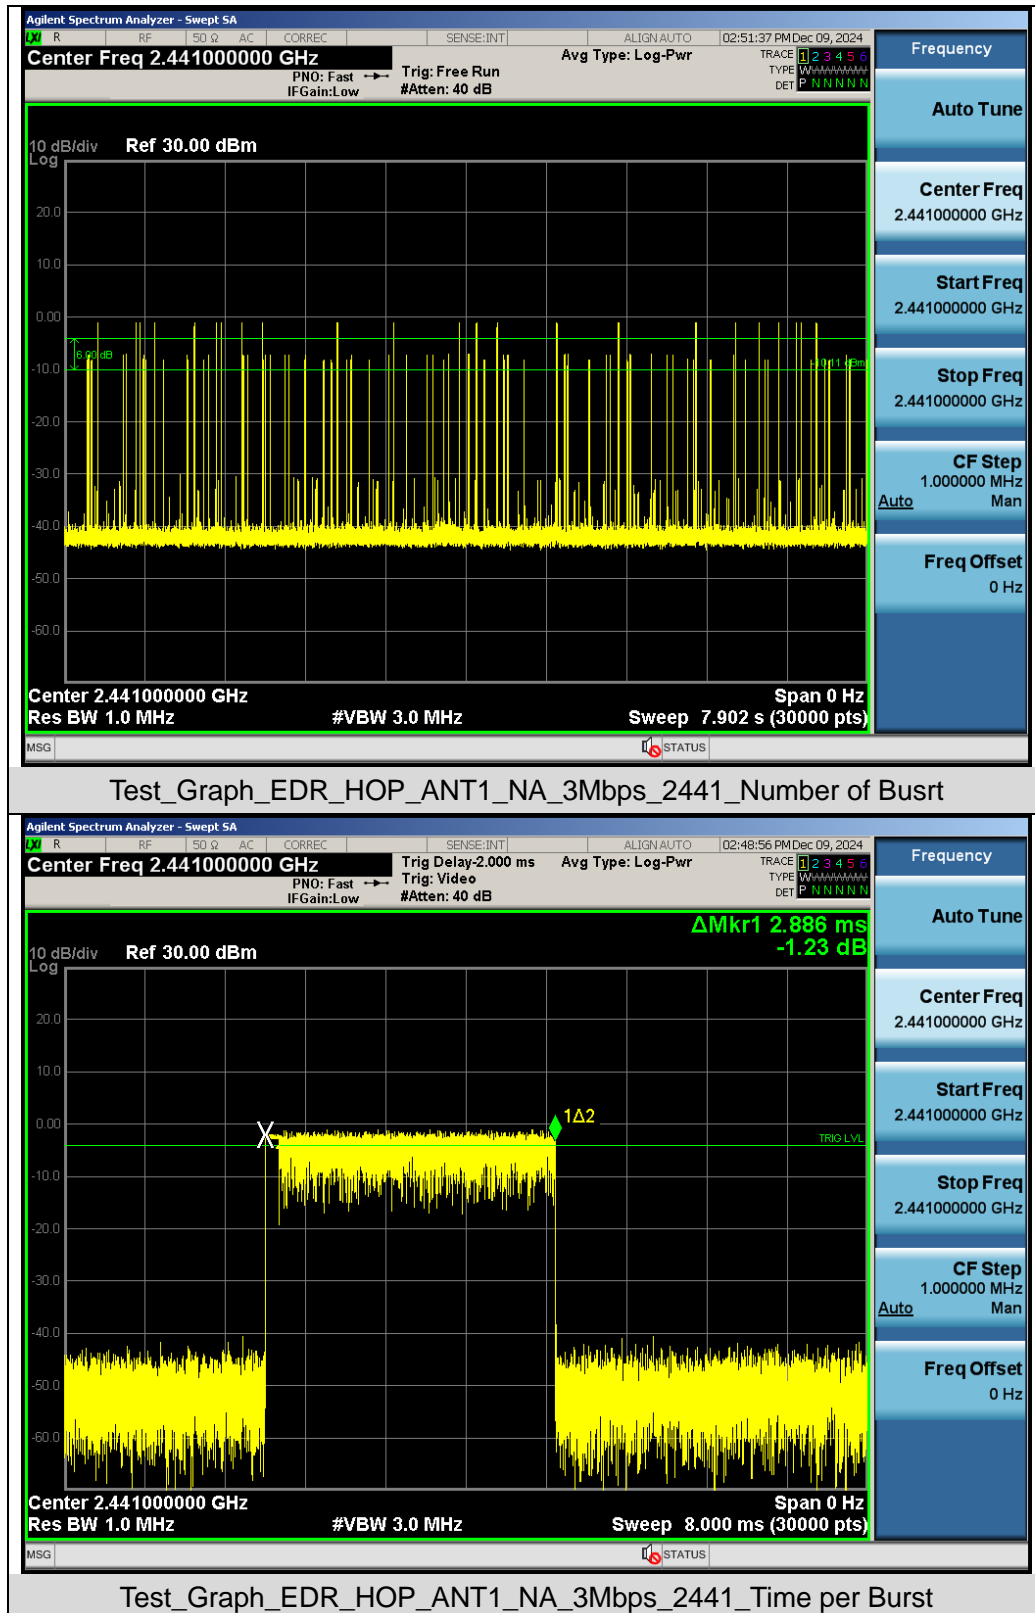 Agilent Spectrum Analyzer - Swept SA
LXI R RF 50 Ω AC CORREC SENSE:INT ALIGN AUTO 02:51:37 PM Dec 09, 2024
Center Freq 2.441000000 GHz Avg Type: Log-Pwr TRACE 1 2 3 4 5 6
PNO: Fast Trig: Free Run TYPE WWWWWW
IFGain:Low #Atten: 40 dB DET P N N N N N
Frequency
Auto Tune
10 dB/div Ref 30.00 dBm
Log
20.0
10.0
0.00
-10.0
-20.0
-30.0
-40.0
-50.0
-60.0
6.00 dB
-10.11 dBm
Center Freq
2.441000000 GHz
Start Freq
2.441000000 GHz
Stop Freq
2.441000000 GHz
CF Step
1.000000 MHz
Auto Man
Freq Offset
0 Hz
Center 2.441000000 GHz Span 0 Hz
Res BW 1.0 MHz #VBW 3.0 MHz Sweep 7.902 s (30000 pts)
MSG STATUS
Test_Graph_EDR_HOP_ANT1_NA_3Mbps_2441_Number of Busrt
Agilent Spectrum Analyzer - Swept SA
LXI R RF 50 Ω AC CORREC SENSE:INT ALIGN AUTO 02:48:56 PM Dec 09, 2024
Center Freq 2.441000000 GHz Trig Delay-2.000 ms Avg Type: Log-Pwr TRACE 1 2 3 4 5 6
PNO: Fast Trig: Video TYPE WWWWWW
IFGain:Low #Atten: 40 dB DET P N N N N N
Frequency
Auto Tune
ΔMkr1 2.886 ms
-1.23 dB
10 dB/div Ref 30.00 dBm
Log
20.0
10.0
0.00
-10.0
-20.0
-30.0
-40.0
-50.0
-60.0
1Δ2
TRIG LVL
Center Freq
2.441000000 GHz
Start Freq
2.441000000 GHz
Stop Freq
2.441000000 GHz
CF Step
1.000000 MHz
Auto Man
Freq Offset
0 Hz
Center 2.441000000 GHz Span 0 Hz
Res BW 1.0 MHz #VBW 3.0 MHz Sweep 8.000 ms (30000 pts)
MSG STATUS
Test_Graph_EDR_HOP_ANT1_NA_3Mbps_2441_Time per Burst